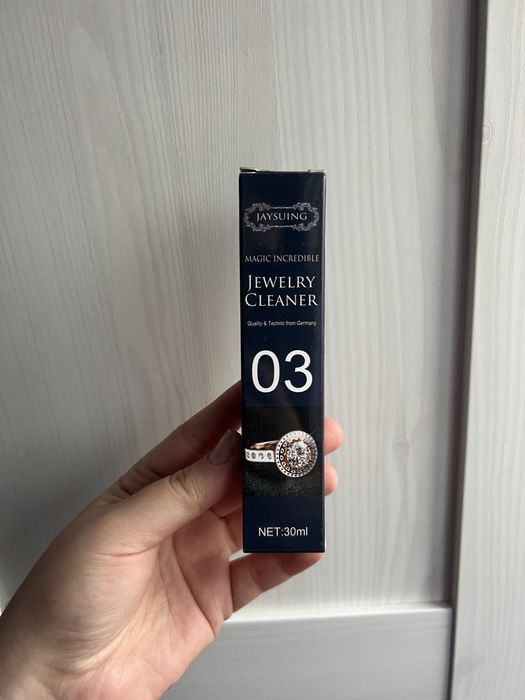 JAYSUING
MAGIC INCREDIBLE
JEWELRY
CLEANER
Quality & Technic from Germany
03
NET:30ml